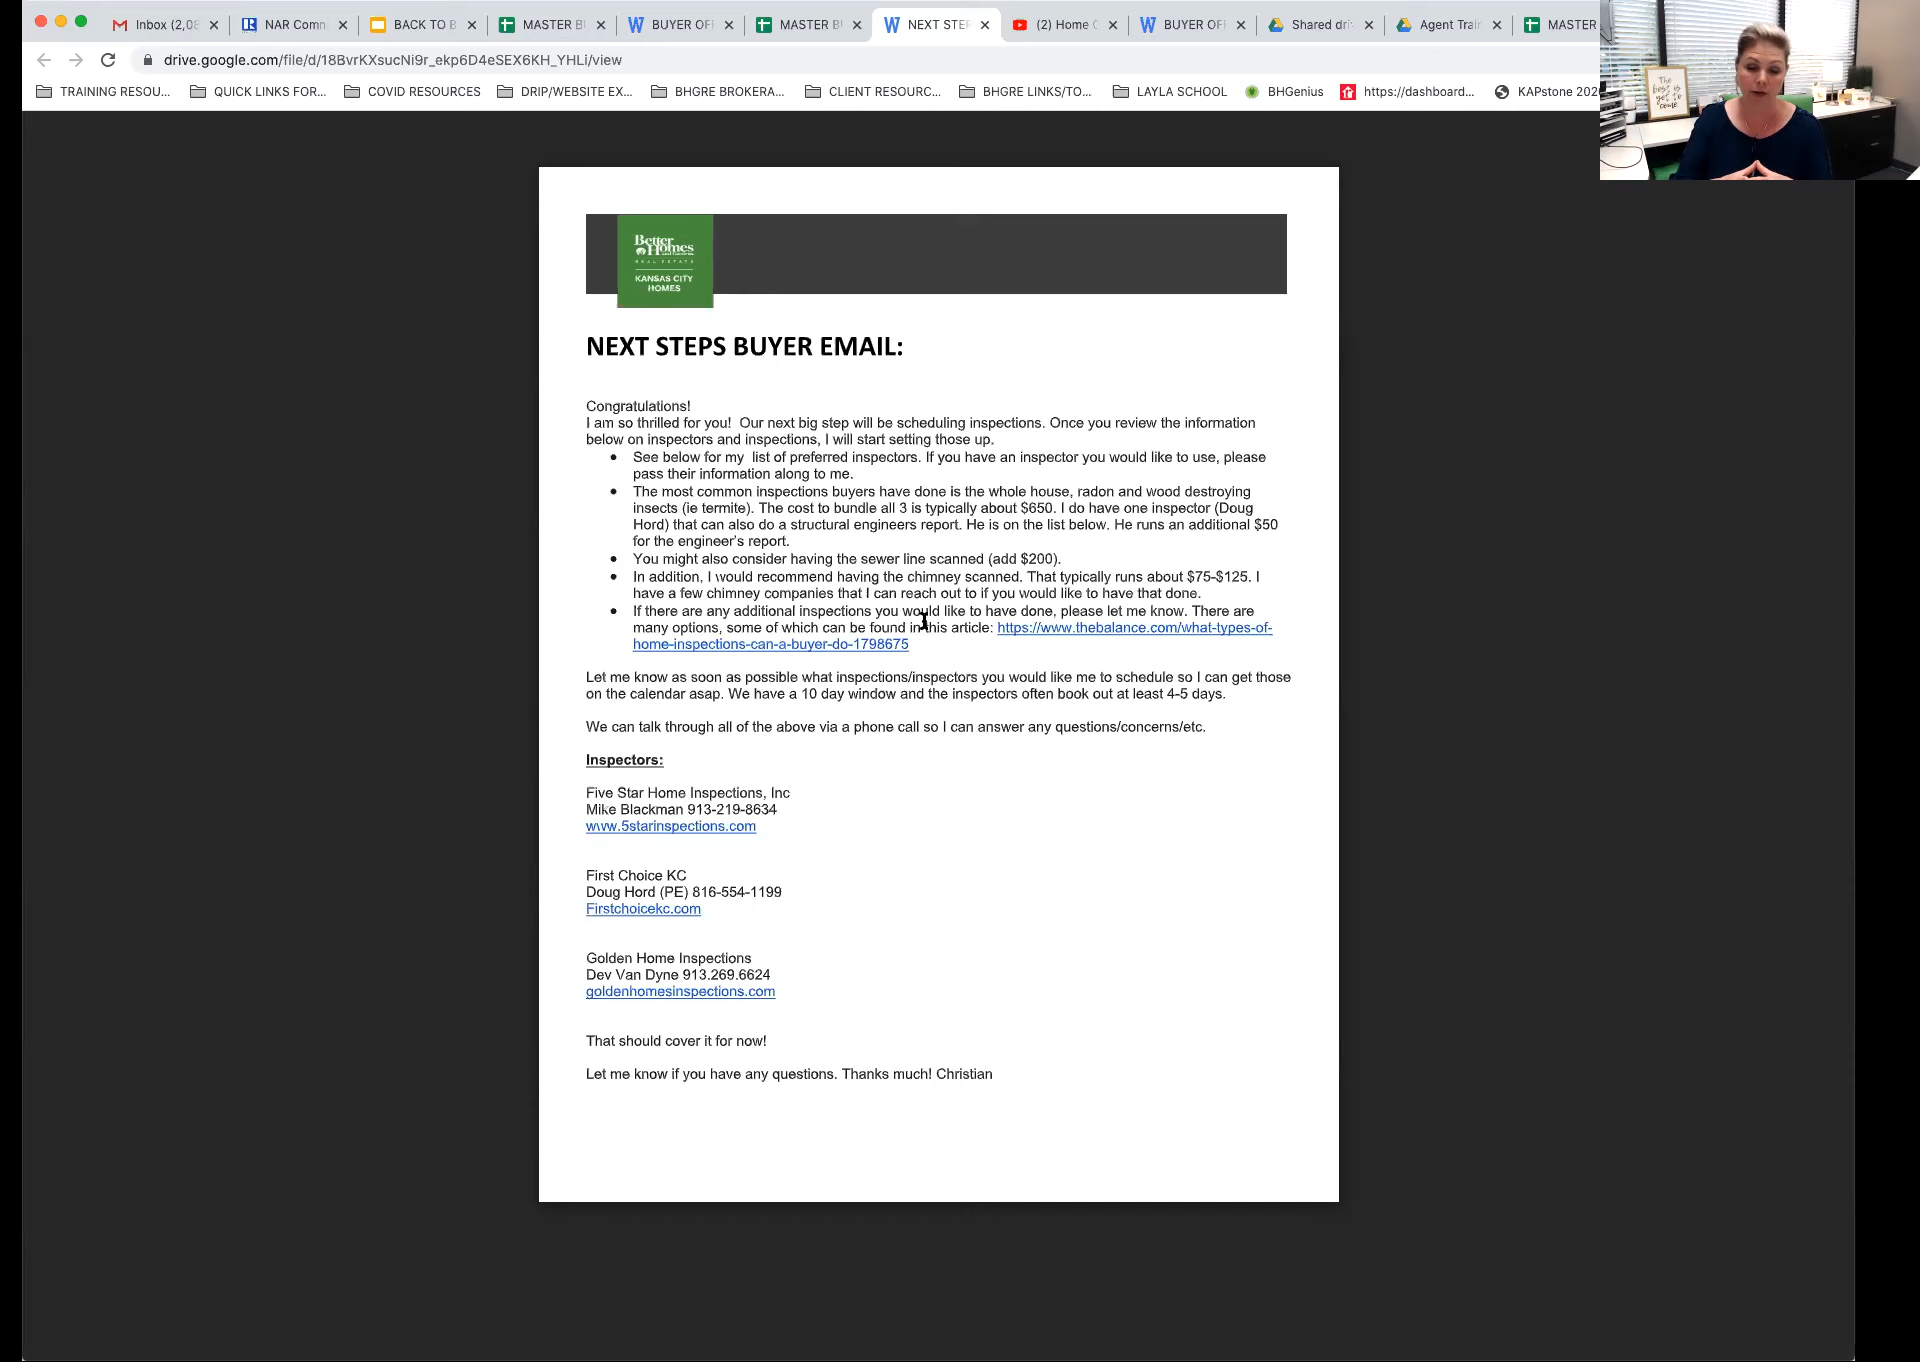 Inbox (2,08
NAR Comm
BACK TO B
MASTER B
BUYER OFF
MASTER B
NEXT STEP
(2) Home
BUYER OFF
Shared dri
Agent Trai
MASTER
drive.google.com/file/d/18BvrKXsucNi9r_ekp6D4eSEX6KH_YHLi/view
TRAINING RESOU...
QUICK LINKS FOR...
COVID RESOURCES
DRIP/WEBSITE EX...
BHGRE BROKERA...
CLIENT RESOURC...
BHGRE LINKS/TO...
LAYLA SCHOOL
BHGenius
https://dashboard...
KAPstone 202
The
best is
yet to
come
Better
Homes
REAL ESTATE
KANSAS CITY
HOMES
NEXT STEPS BUYER EMAIL:
Congratulations!
I am so thrilled for you!  Our next big step will be scheduling inspections. Once you review the information
below on inspectors and inspections, I will start setting those up.
• See below for my  list of preferred inspectors. If you have an inspector you would like to use, please
pass their information along to me.
• The most common inspections buyers have done is the whole house, radon and wood destroying
insects (ie termite). The cost to bundle all 3 is typically about $650. I do have one inspector (Doug
Hord) that can also do a structural engineers report. He is on the list below. He runs an additional $50
for the engineer's report.
• You might also consider having the sewer line scanned (add $200).
• In addition, I would recommend having the chimney scanned. That typically runs about $75-$125. I
have a few chimney companies that I can reach out to if you would like to have that done.
• If there are any additional inspections you would like to have done, please let me know. There are
many options, some of which can be found in this article: https://www.thebalance.com/what-types-of-
home-inspections-can-a-buyer-do-1798675
Let me know as soon as possible what inspections/inspectors you would like me to schedule so I can get those
on the calendar asap. We have a 10 day window and the inspectors often book out at least 4-5 days.
We can talk through all of the above via a phone call so I can answer any questions/concerns/etc.
Inspectors:
Five Star Home Inspections, Inc
Mike Blackman 913-219-8634
www.5starinspections.com
First Choice KC
Doug Hord (PE) 816-554-1199
Firstchoicekc.com
Golden Home Inspections
Dev Van Dyne 913.269.6624
goldenhomesinspections.com
That should cover it for now!
Let me know if you have any questions. Thanks much! Christian